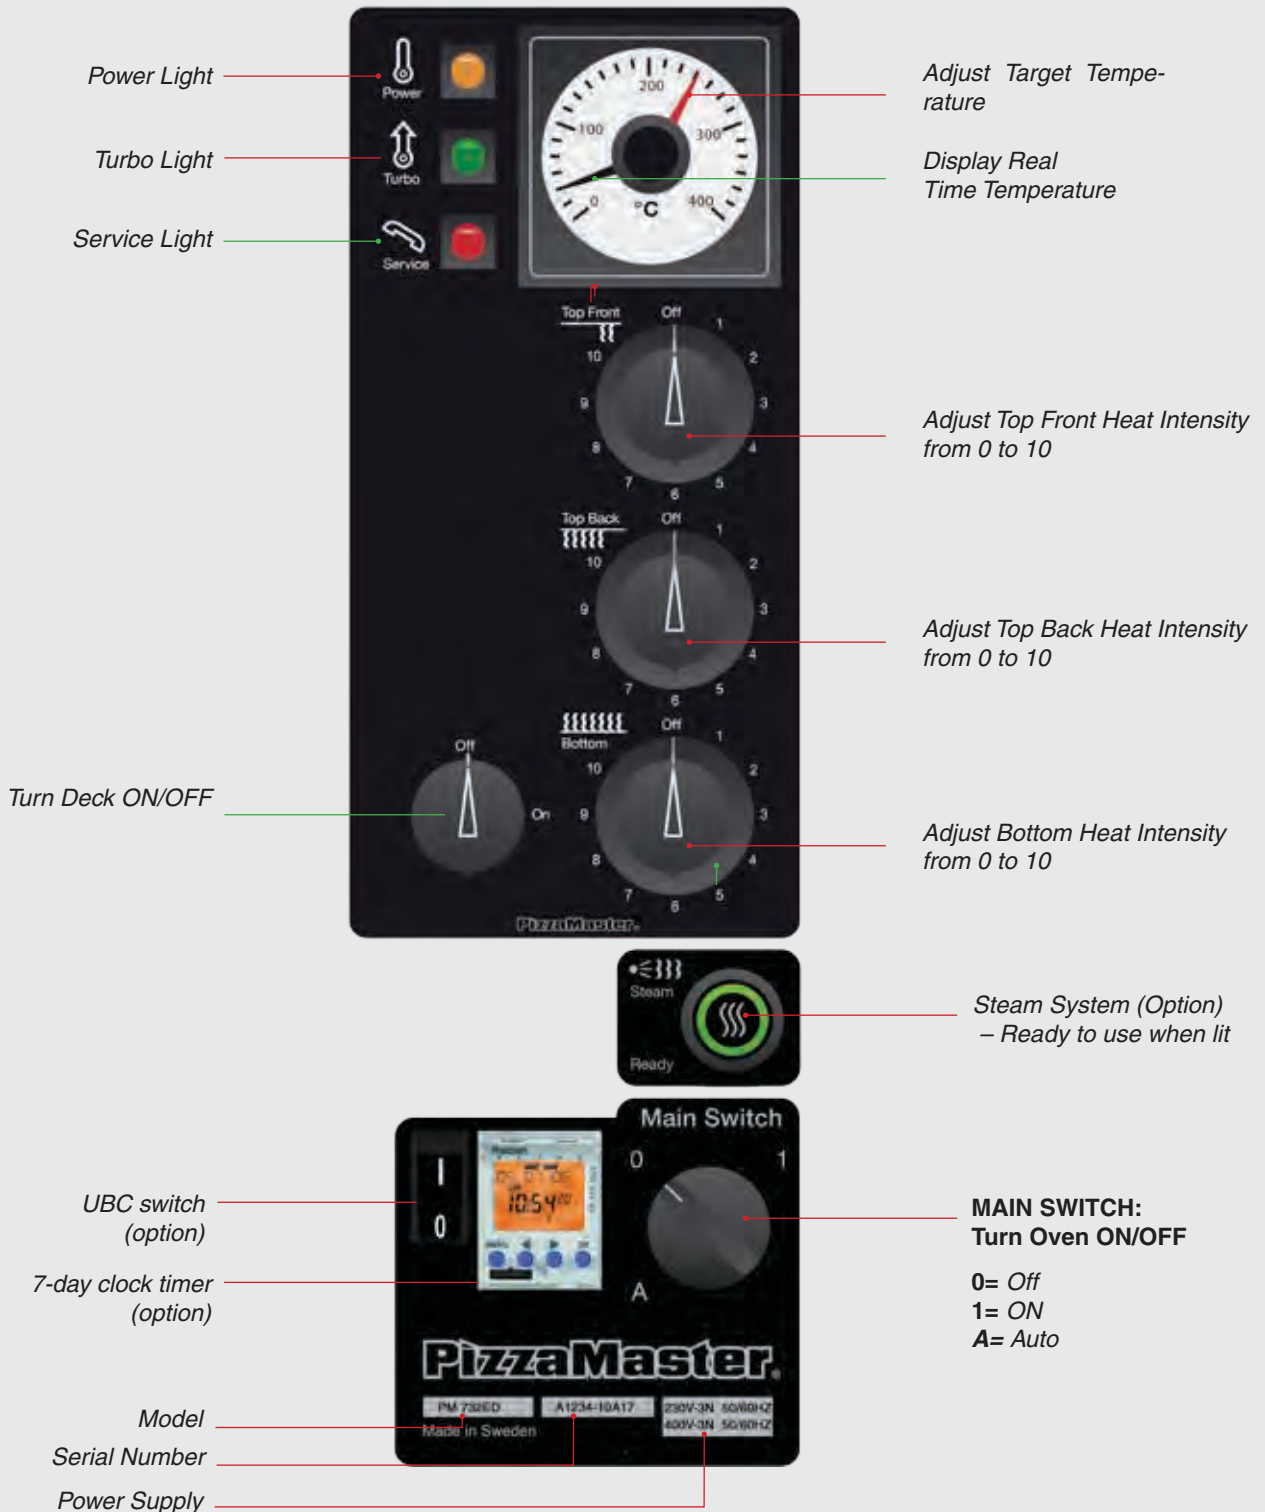 Power Light
Turbo Light
Service Light
Turn Deck ON/OFF
Power
Turbo
Service
100
200
300
0
°C
400
Adjust Target Tempe-
rature
Display Real
Time Temperature
Top Front
Off
1
2
3
4
5
6
7
8
9
10
Adjust Top Front Heat Intensity
from 0 to 10
Top Back
Off
1
2
3
4
5
6
7
8
9
10
Adjust Top Back Heat Intensity
from 0 to 10
Off
On
Bottom
Off
1
2
3
4
5
6
7
8
9
10
Adjust Bottom Heat Intensity
from 0 to 10
PizzaMaster®
Steam
Ready
Steam System (Option)
– Ready to use when lit
UBC switch
(option)
7-day clock timer
(option)
I
0
10:54
Main Switch
0
1
A
MAIN SWITCH:
Turn Oven ON/OFF
0= Off
1= ON
A= Auto
PizzaMaster®
PM 732ED
A1234-10A17
230V-3N 50/60HZ
400V-3N 50/60HZ
Made in Sweden
Model
Serial Number
Power Supply